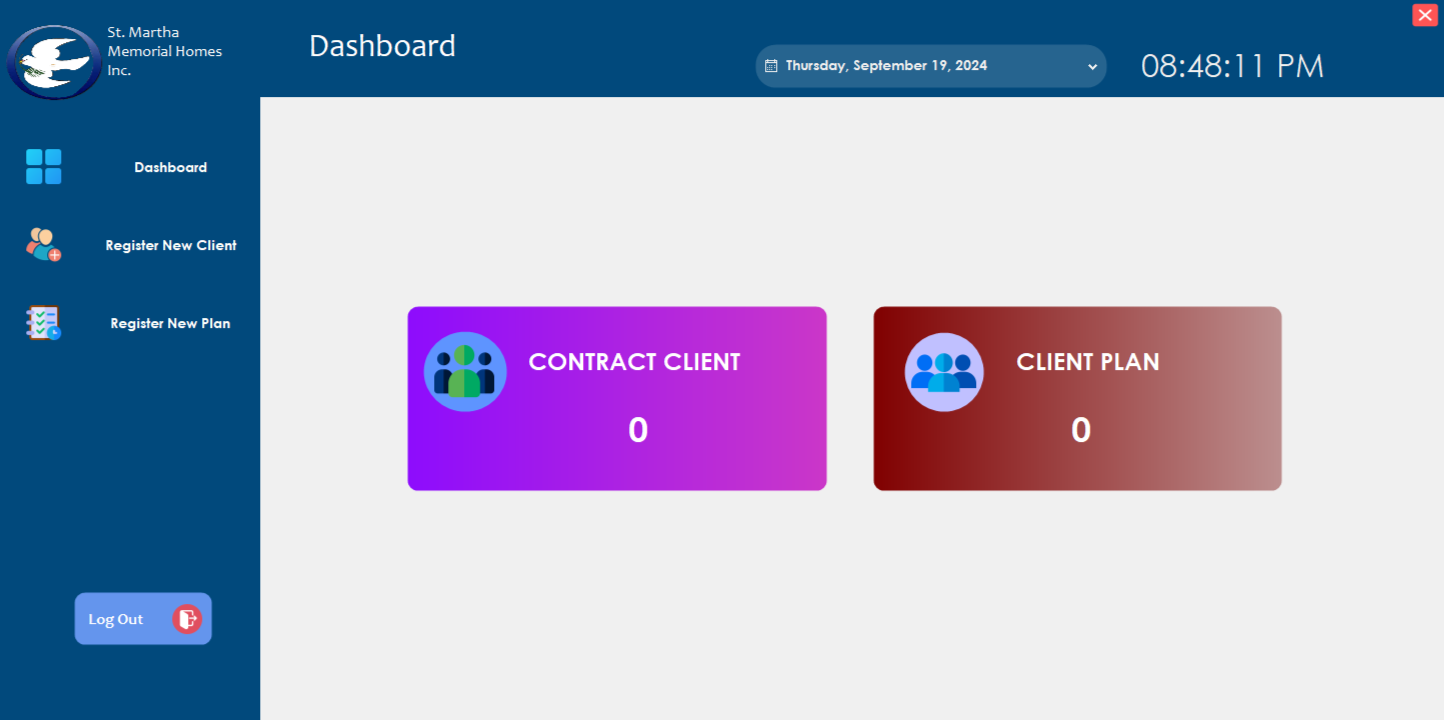 St. Martha
Memorial Homes
Inc.
Dashboard
Thursday, September 19, 2024
08:48:11 PM
Dashboard
Register New Client
Register New Plan
CONTRACT CLIENT
0
CLIENT PLAN
0
Log Out